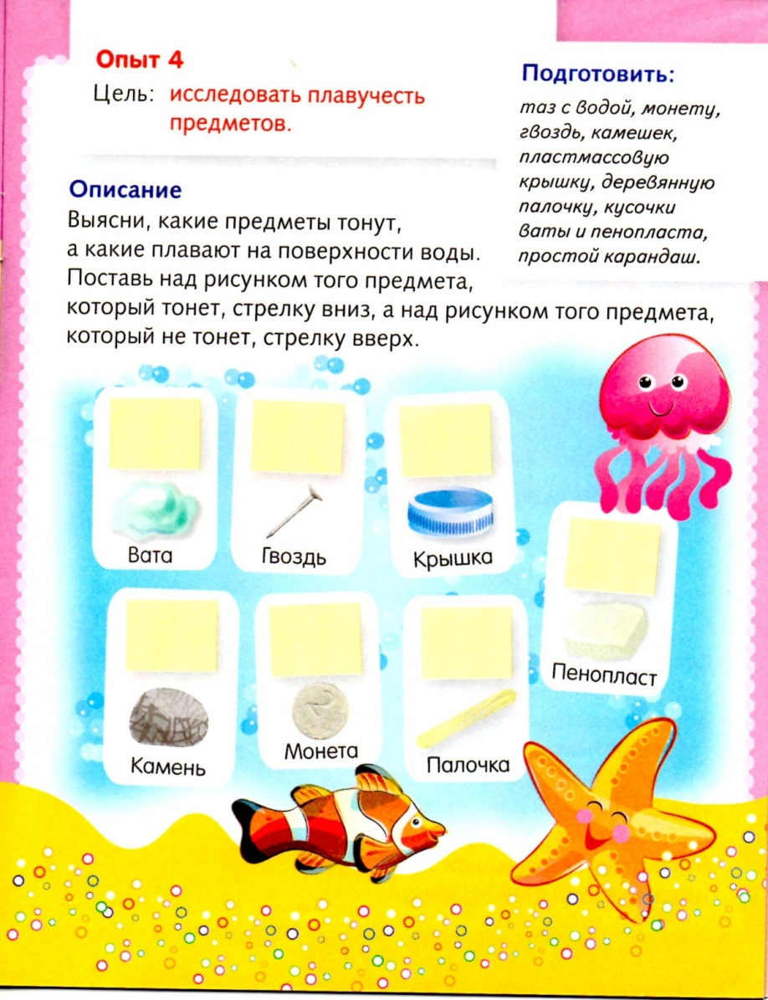 Опыт 4
Цель: исследовать плавучесть
предметов.
Подготовить:
таз с водой, монету,
гвоздь, камешек,
пластмассовую
крышку, деревянную
палочку, кусочки
ваты и пенопласта,
простой карандаш.
Описание
Выясни, какие предметы тонут,
а какие плавают на поверхности воды.
Поставь над рисунком того предмета,
который тонет, стрелку вниз, а над рисунком того предмета,
который не тонет, стрелку вверх.
Вата
Гвоздь
Крышка
Пенопласт
Камень
Монета
Палочка